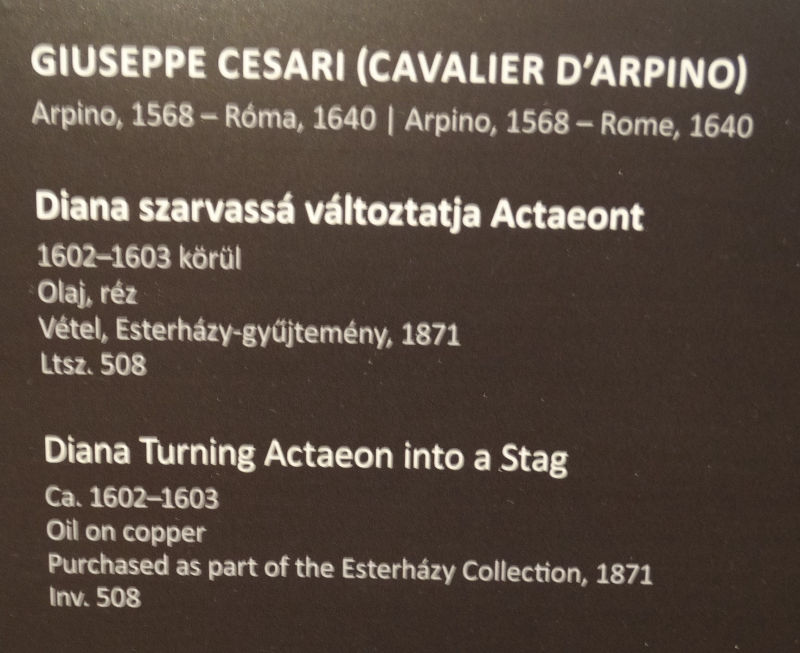 GIUSEPPE CESARI (CAVALIER D'ARPINO)
Arpino, 1568 – Róma, 1640 | Arpino, 1568 – Rome, 1640
Diana szarvassá változtatja Actaeont
1602–1603 körül
Olaj, réz
Vétel, Esterházy-gyűjtemény, 1871
Ltsz. 508
Diana Turning Actaeon into a Stag
Ca. 1602–1603
Oil on copper
Purchased as part of the Esterházy Collection, 1871
Inv. 508